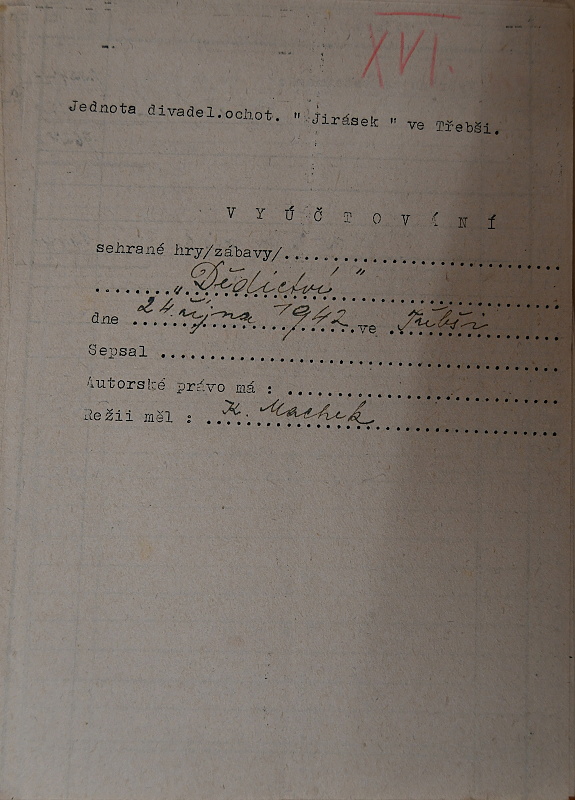 XVI.
Jednota divadel.ochot. " Jirásek " ve Třebši.
V Y Ú Č T O V Á N Í
sehrané hry/zábavy/.......................................
........„Dědictví"........................
dne 24. října 1942 ve Třebši
Sepsal .......................................
Autorské právo má : ...........................
Režii měl : K. Machek